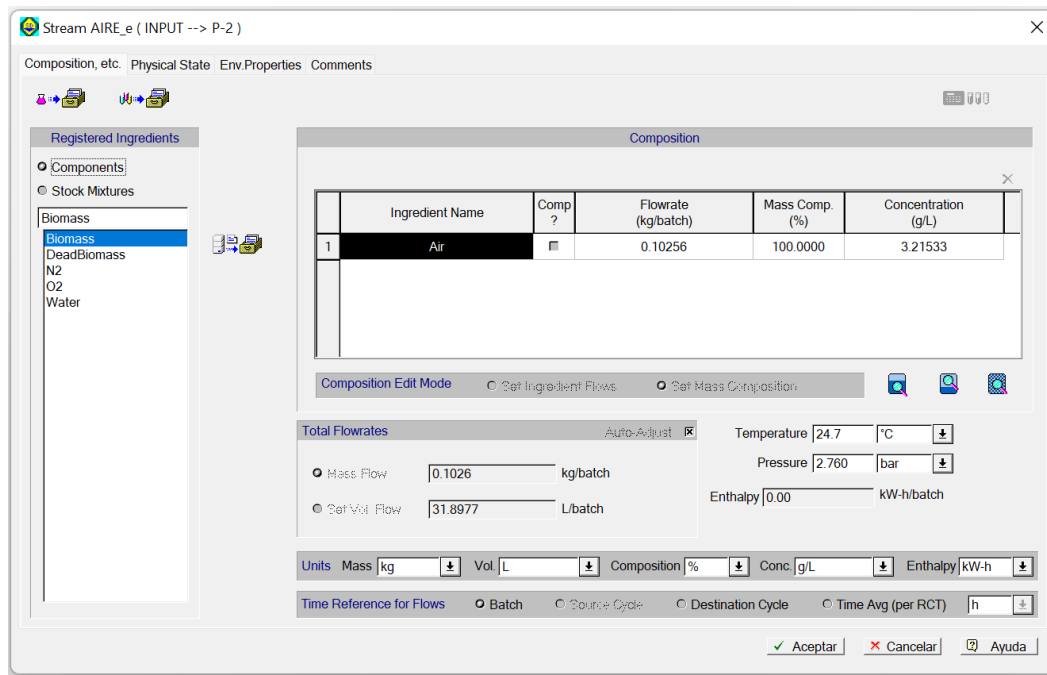 Stream AIRE_e ( INPUT --> P-2 )
Composition, etc. Physical State Env.Properties Comments
Registered Ingredients
Components
Stock Mixtures
Biomass
Biomass
DeadBiomass
N2
O2
Water
Composition
Ingredient Name Comp ? Flowrate (kg/batch) Mass Comp. (%) Concentration (g/L)
1 Air 0.10256 100.0000 3.21533
Composition Edit Mode Set Ingredient Flows Set Mass Composition
Total Flowrates Auto-Adjust
Mass Flow 0.1026 kg/batch
Set Vol. Flow 31.8977 L/batch
Temperature 24.7 °C
Pressure 2.760 bar
Enthalpy 0.00 kW-h/batch
Units Mass kg Vol. L Composition % Conc. g/L Enthalpy kW-h
Time Reference for Flows Batch Source Cycle Destination Cycle Time Avg (per RCT) h
Aceptar Cancelar Ayuda